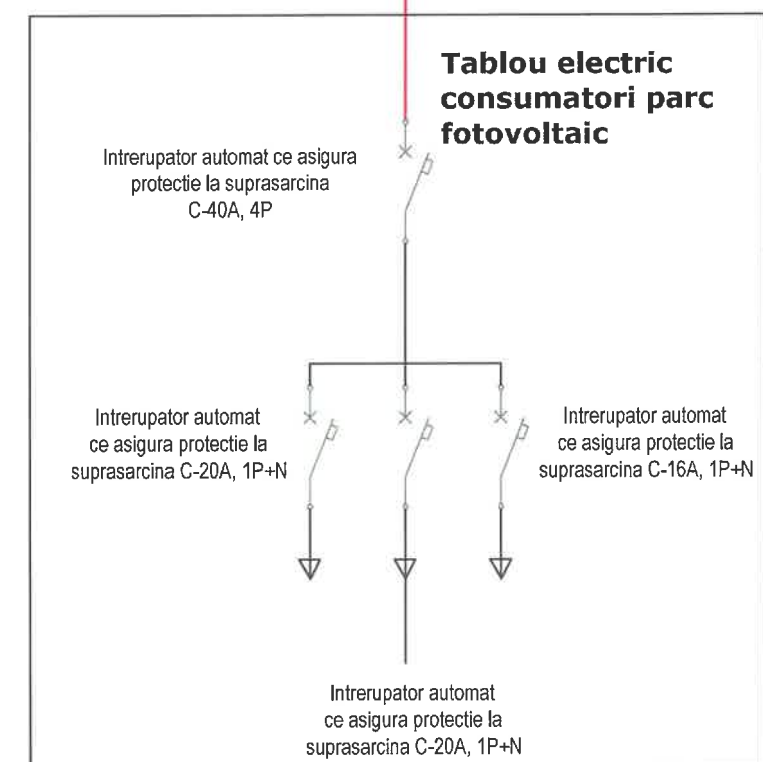 Tablou electric
consumatori parc
fotovoltaic
Intrerupator automat ce asigura
protectie la suprasarcina
C-40A, 4P
Intrerupator automat
ce asigura protectie la
suprasarcina C-20A, 1P+N
Intrerupator automat
ce asigura protectie la
suprasarcina C-16A, 1P+N
Intrerupator automat
ce asigura protectie la
suprasarcina C-20A, 1P+N